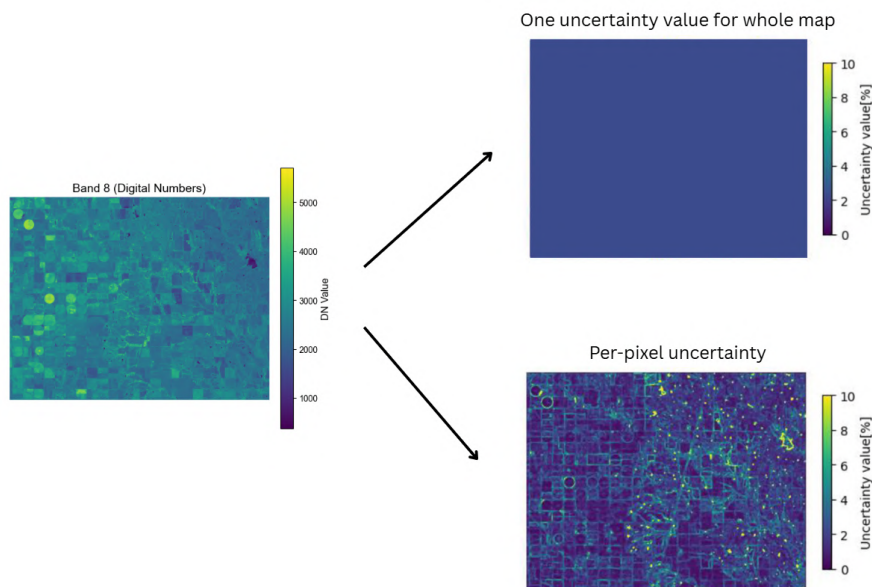 One uncertainty value for whole map
10
8
6
4
2
0
Uncertainty value[%]
Band 8 (Digital Numbers)
5000
4000
3000
2000
1000
DN Value
Per-pixel uncertainty
10
8
6
4
2
0
Uncertainty value[%]